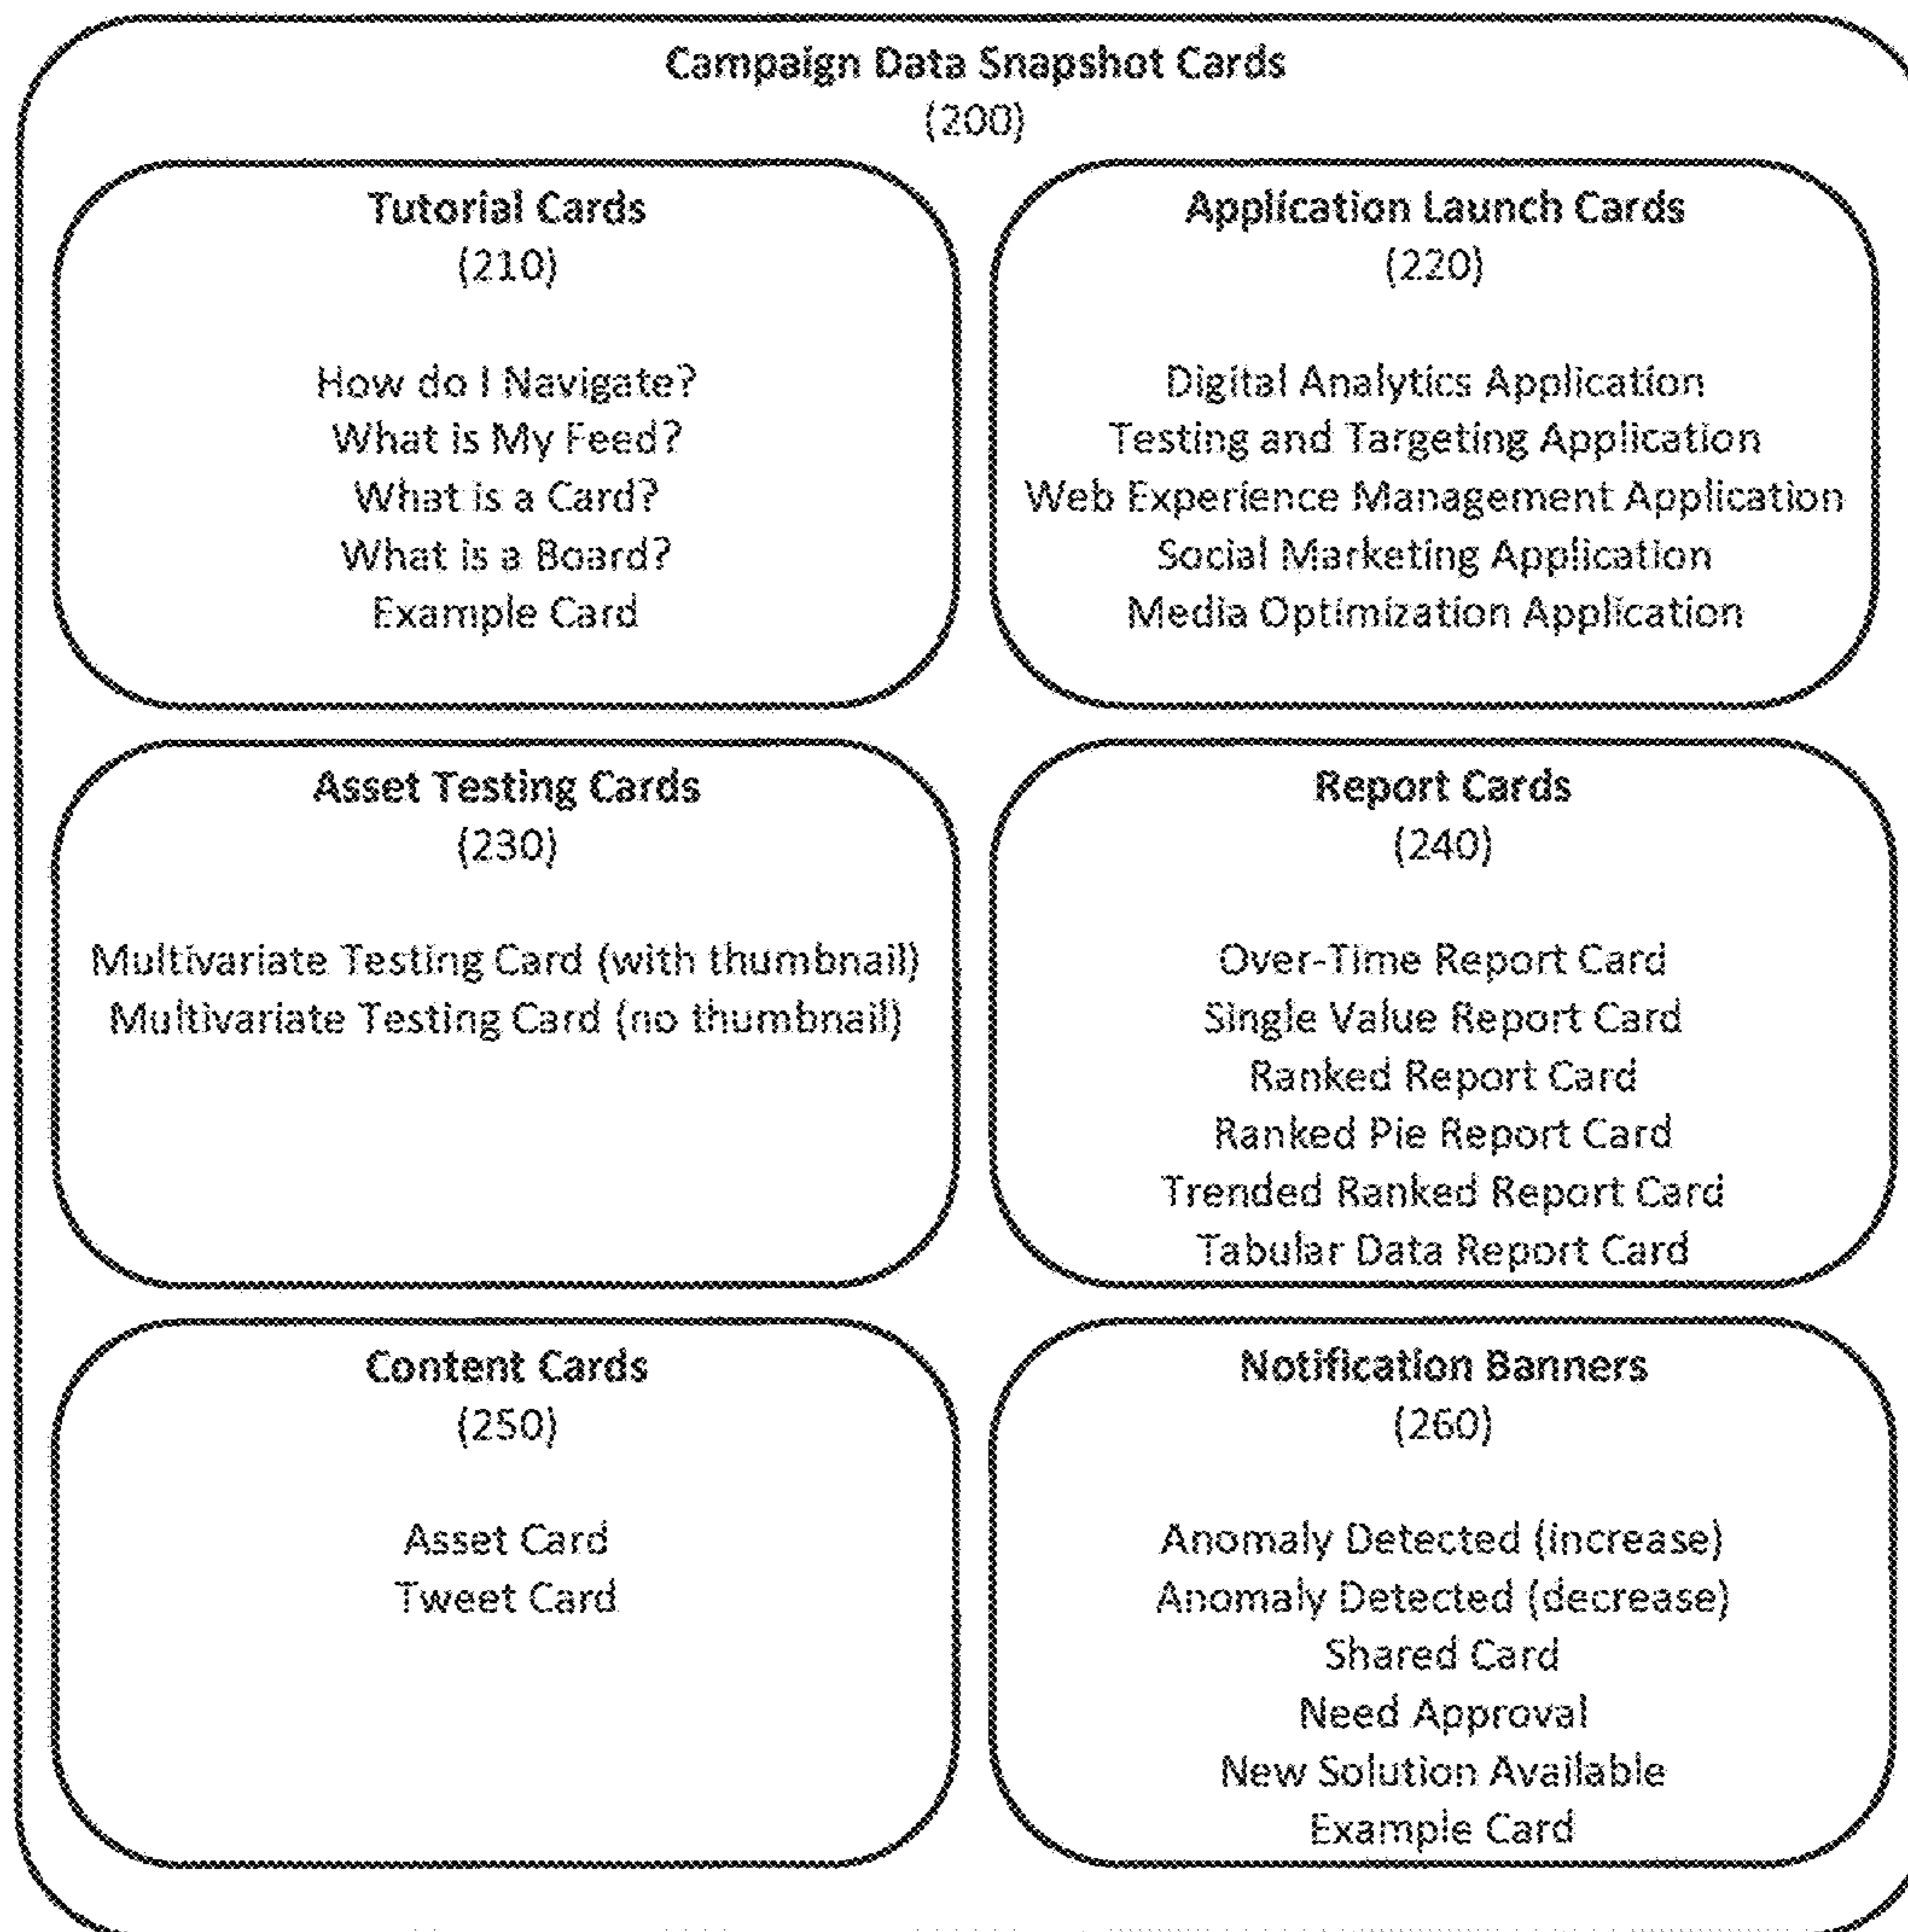 Campaign Data Snapshot Cards
(200)
Tutorial Cards
(210)
How do I Navigate?
What is My Feed?
What is a Card?
What is a Board?
Example Card
Application Launch Cards
(220)
Digital Analytics Application
Testing and Targeting Application
Web Experience Management Application
Social Marketing Application
Media Optimization Application
Asset Testing Cards
(230)
Multivariate Testing Card (with thumbnail)
Multivariate Testing Card (no thumbnail)
Report Cards
(240)
Over-Time Report Card
Single Value Report Card
Ranked Report Card
Ranked Pie Report Card
Trended Ranked Report Card
Tabular Data Report Card
Content Cards
(250)
Asset Card
Tweet Card
Notification Banners
(260)
Anomaly Detected (increase)
Anomaly Detected (decrease)
Shared Card
Need Approval
New Solution Available
Example Card